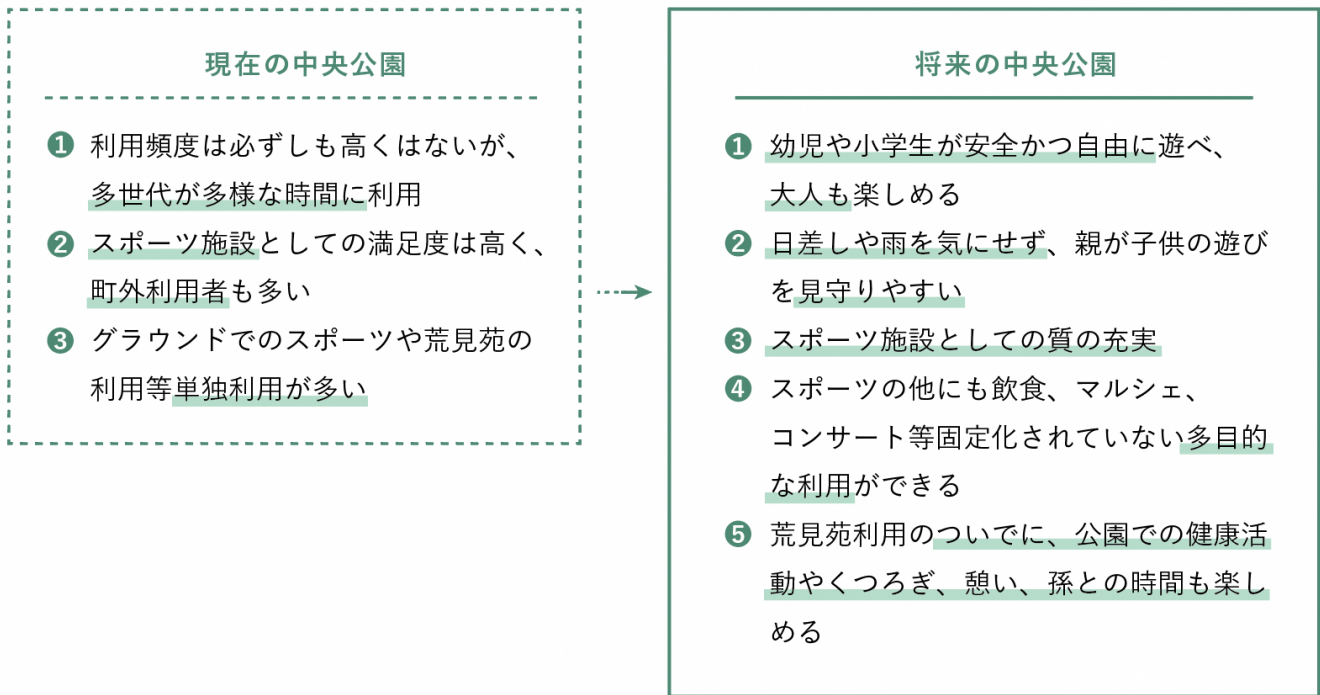 現在の中央公園
❶ 利用頻度は必ずしも高くはないが、
多世代が多様な時間に利用
❷ スポーツ施設としての満足度は高く、
町外利用者も多い
❸ グラウンドでのスポーツや荒見苑の
利用等単独利用が多い
将来の中央公園
❶ 幼児や小学生が安全かつ自由に遊べ、
大人も楽しめる
❷ 日差しや雨を気にせず、親が子供の遊び
を見守りやすい
❸ スポーツ施設としての質の充実
❹ スポーツの他にも飲食、マルシェ、
コンサート等固定化されていない多目的
な利用ができる
❺ 荒見苑利用のついでに、公園での健康活
動やくつろぎ、憩い、孫との時間も楽し
める